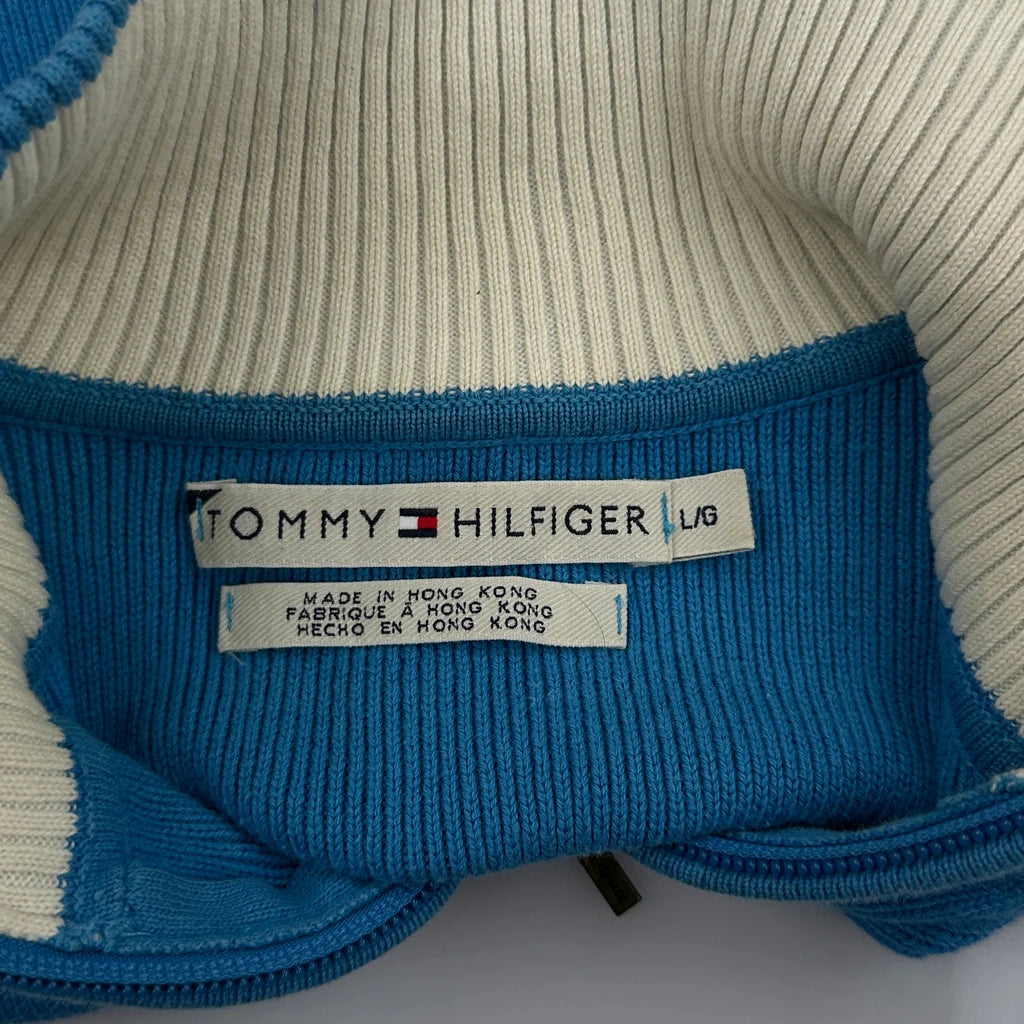 TOMMY HILFIGER L/G
MADE IN HONG KONG
FABRIQUE À HONG KONG
HECHO EN HONG KONG